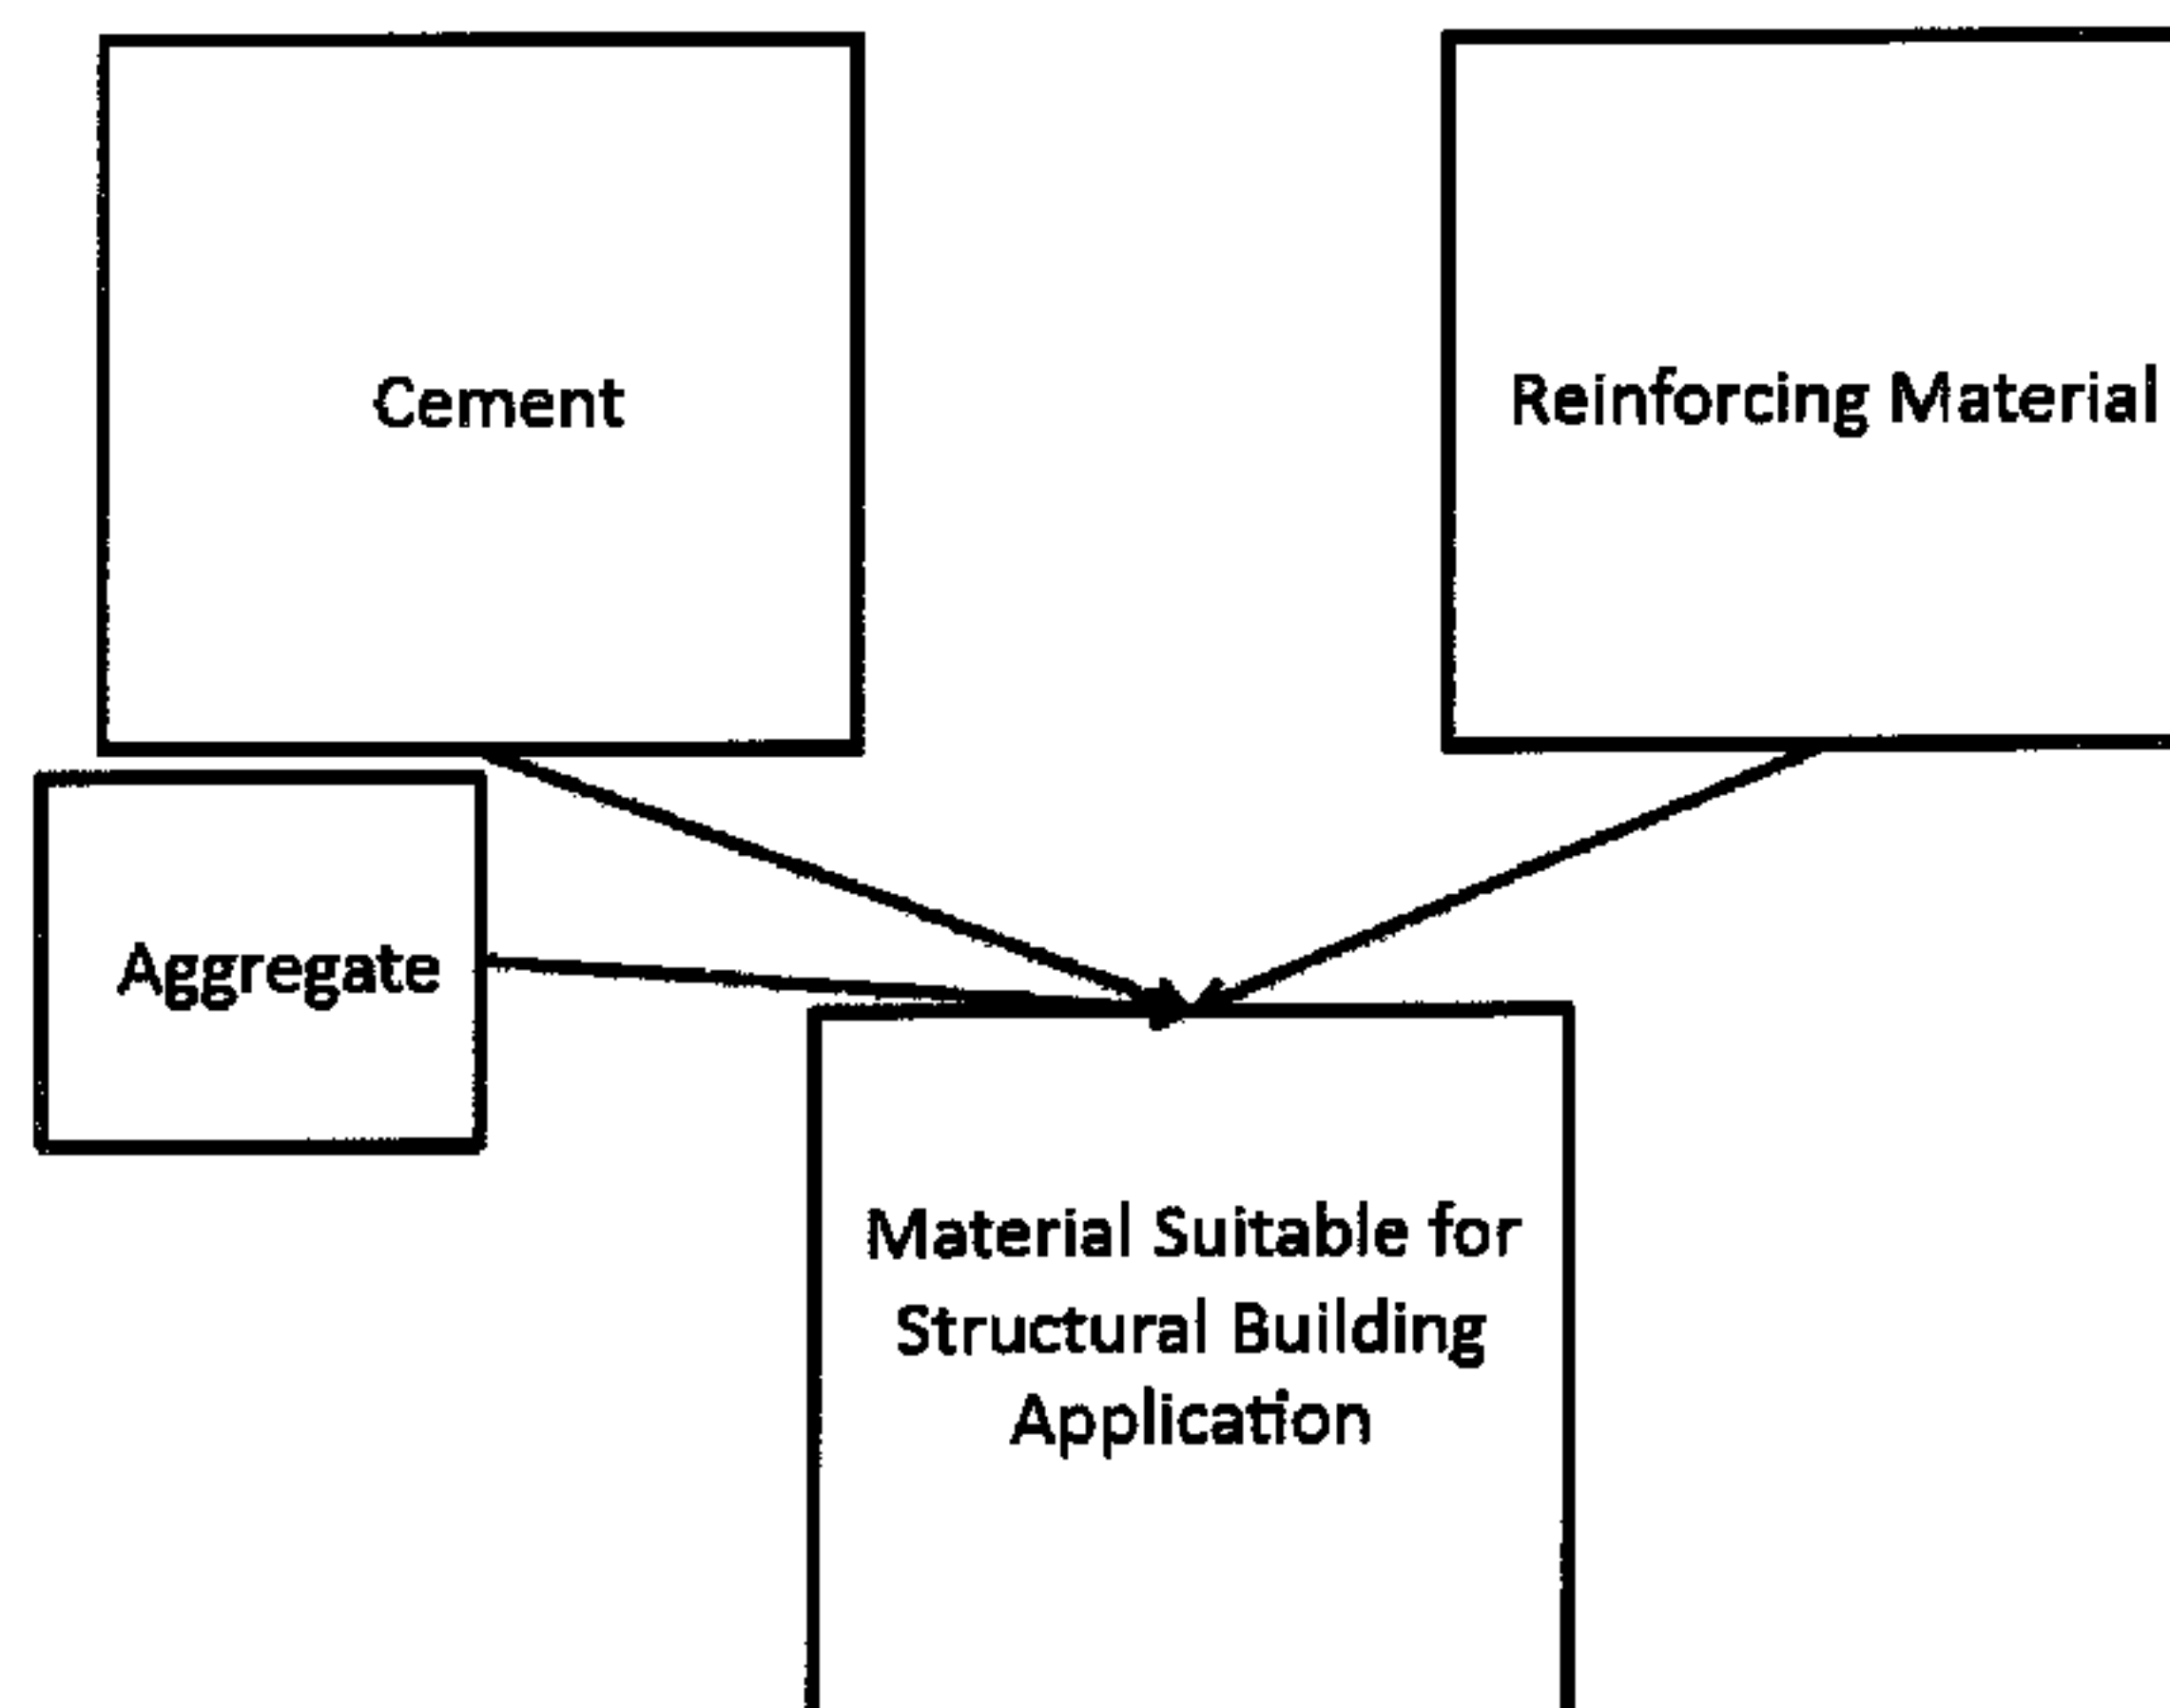 Cement
Reinforcing Material
Aggregate
Material Suitable for
Structural Building
Application